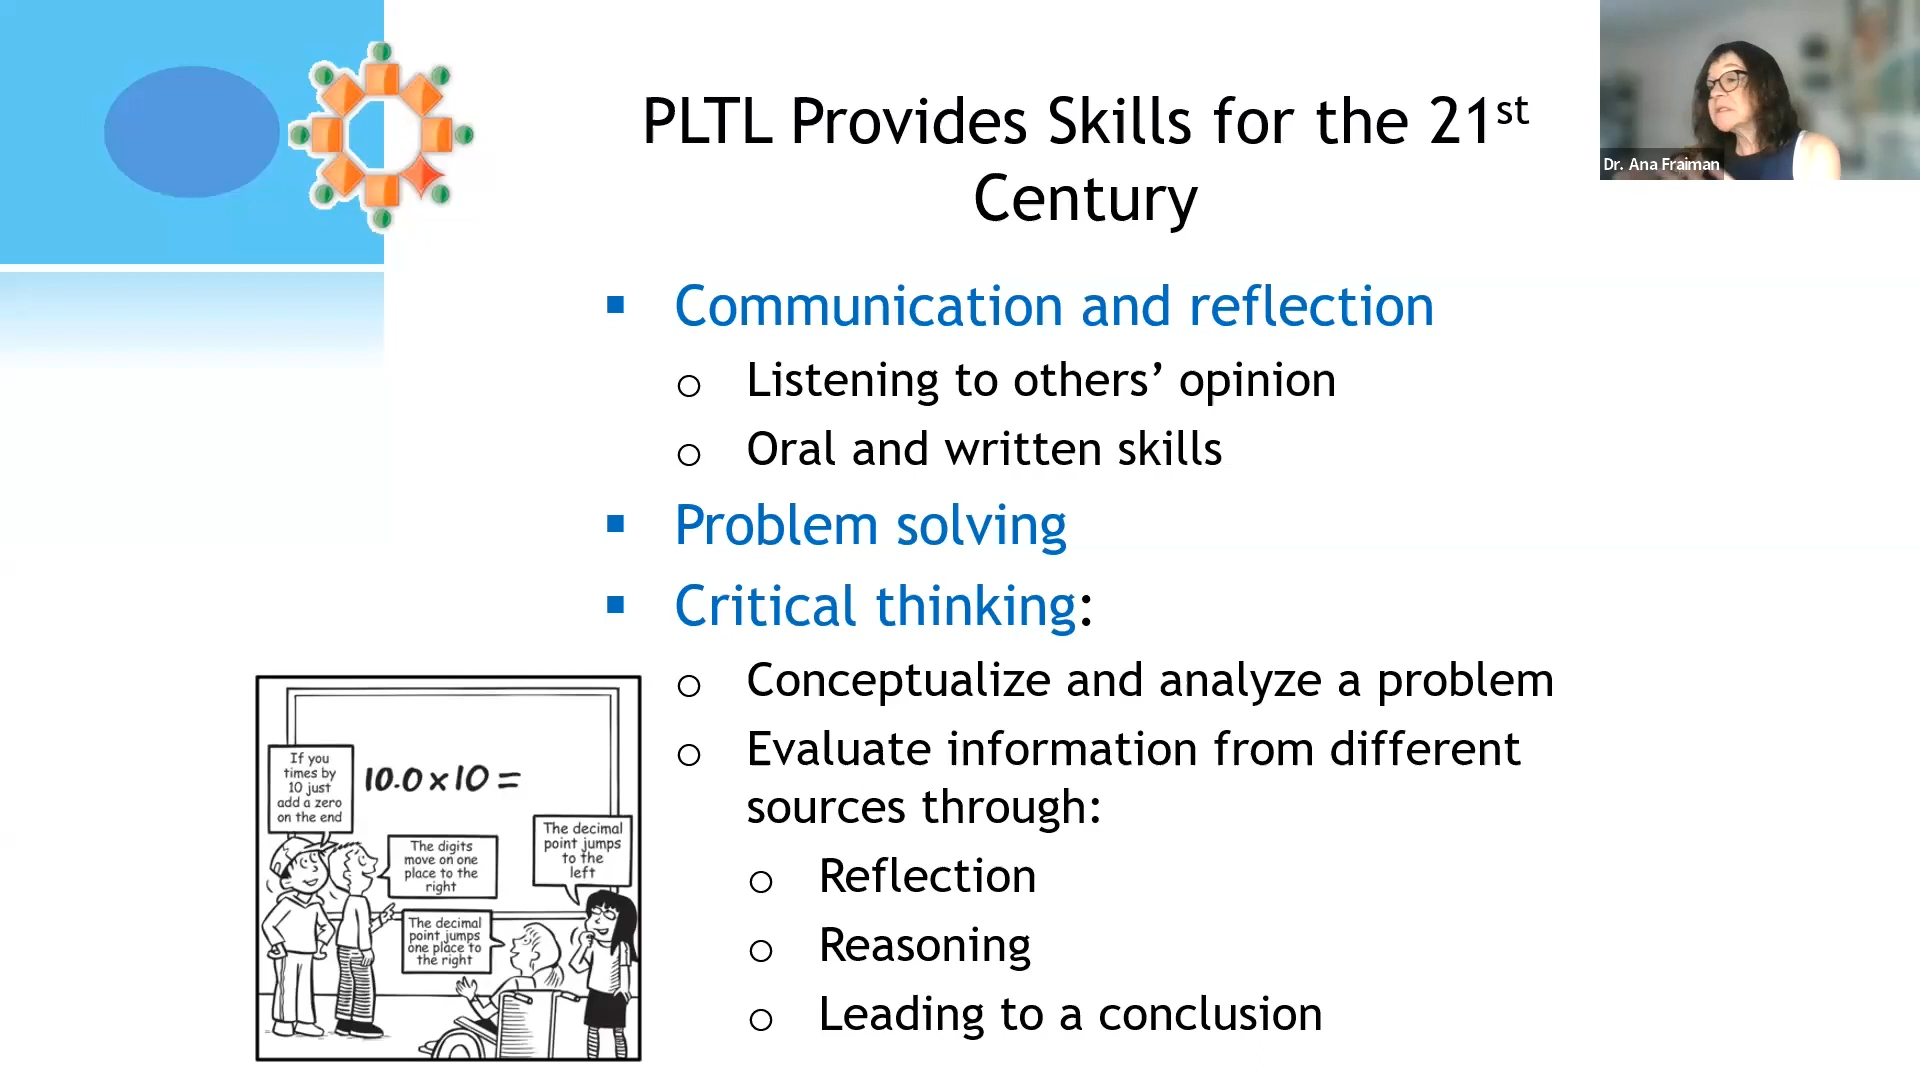 PLTL Provides Skills for the 21st
Century
Dr. Ana Fraiman
▪ Communication and reflection
o Listening to others’ opinion
o Oral and written skills
▪ Problem solving
▪ Critical thinking:
o Conceptualize and analyze a problem
o Evaluate information from different
sources through:
o Reflection
o Reasoning
o Leading to a conclusion
If you
times by
10 just
add a zero
on the end
10.0 x 10 =
The digits
move on one
place to the
right
The decimal
point jumps
to the
left
The decimal
point jumps
one place to
the right